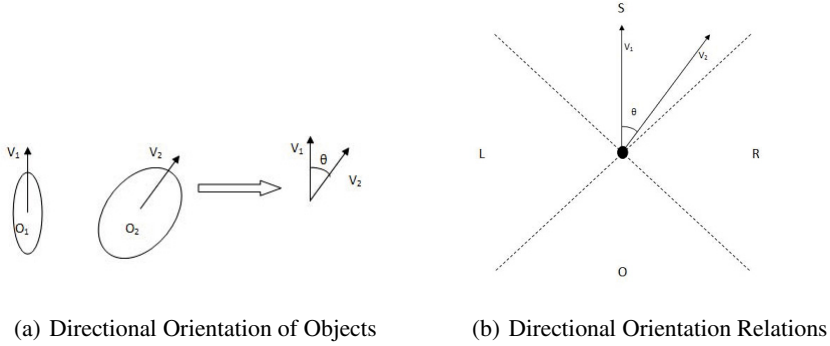 V1
O1
V2
O2
V1
θ
V2
(a) Directional Orientation of Objects
S
V1
V2
θ
L
R
O
(b) Directional Orientation Relations